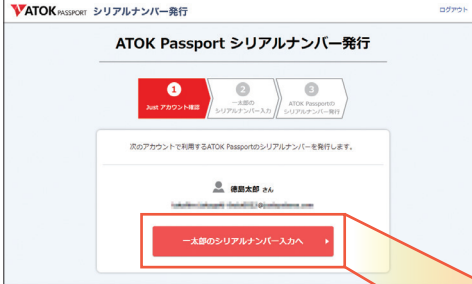 ATOK PASSPORT シリアルナンバー発行
ログアウト
ATOK Passport シリアルナンバー発行
1
Just アカウント確認
2
一太郎の
シリアルナンバー入力
3
ATOK Passportの
シリアルナンバー発行
次のアカウントで利用するATOK Passportのシリアルナンバーを発行します。
徳島太郎 さん
一太郎のシリアルナンバー入力へ